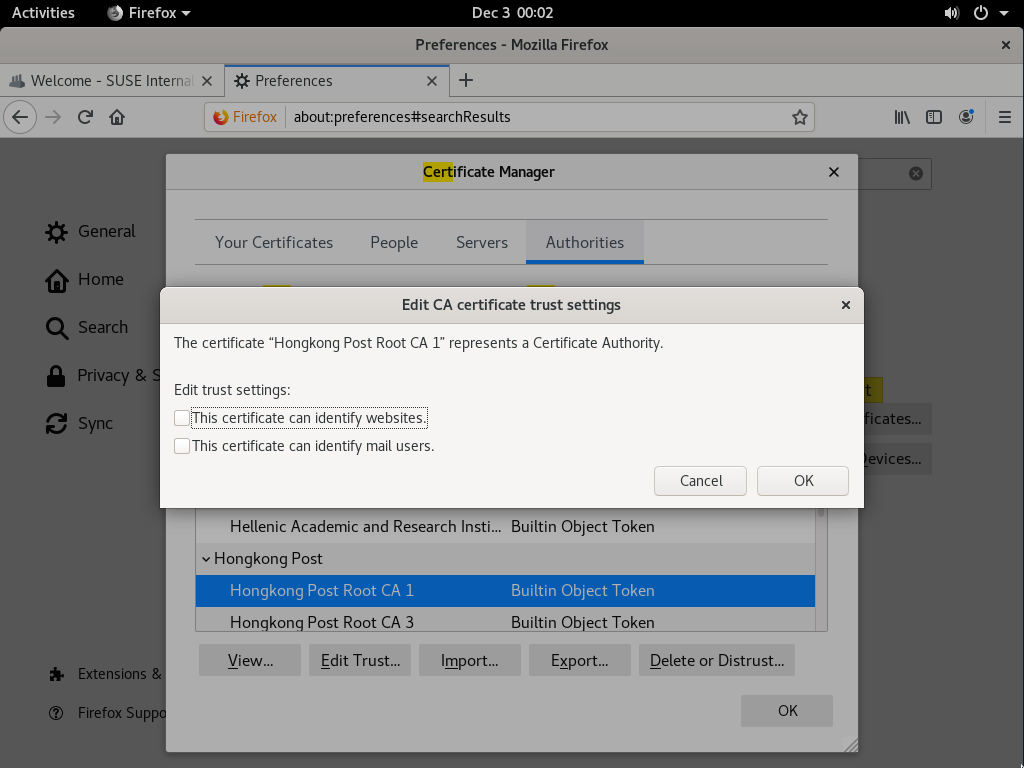 Activities
Firefox
Dec 3 00:02
Preferences - Mozilla Firefox
Welcome - SUSE Interna
Preferences
Firefox
about:preferences#searchResults
Certificate Manager
General
Home
Search
Privacy & S
Sync
Your Certificates
People
Servers
Authorities
Edit CA certificate trust settings
The certificate “Hongkong Post Root CA 1” represents a Certificate Authority.
Edit trust settings:
This certificate can identify websites.
This certificate can identify mail users.
Cancel
OK
t
ificates...
Devices...
Hellenic Academic and Research Insti... Builtin Object Token
Hongkong Post
Hongkong Post Root CA 1 Builtin Object Token
Hongkong Post Root CA 3 Builtin Object Token
View...
Edit Trust...
Import...
Export...
Delete or Distrust...
OK
Extensions &
Firefox Suppo